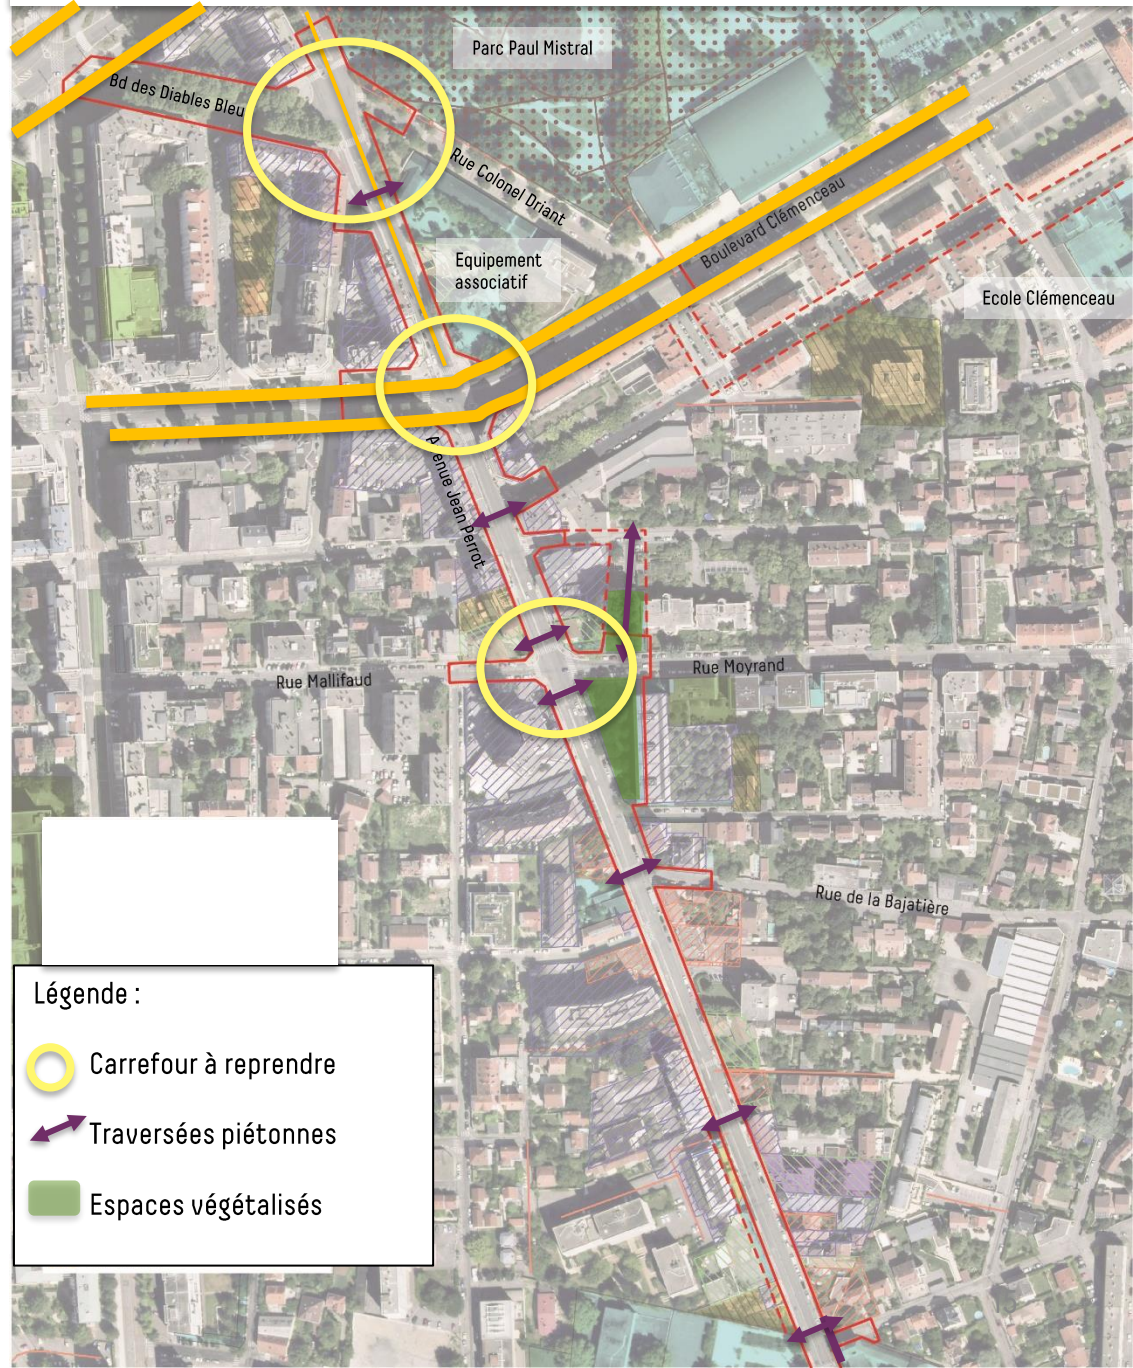 Parc Paul Mistral
Bd des Diables Bleu
Rue Colonel Driant
Boulevard Clémenceau
Equipement
associatif
Ecole Clémenceau
Avenue Jean Perrot
Rue Mallifaud
Rue Moyrand
Rue de la Bajatière
Légende :
Carrefour à reprendre
Traversées piétonnes
Espaces végétalisés